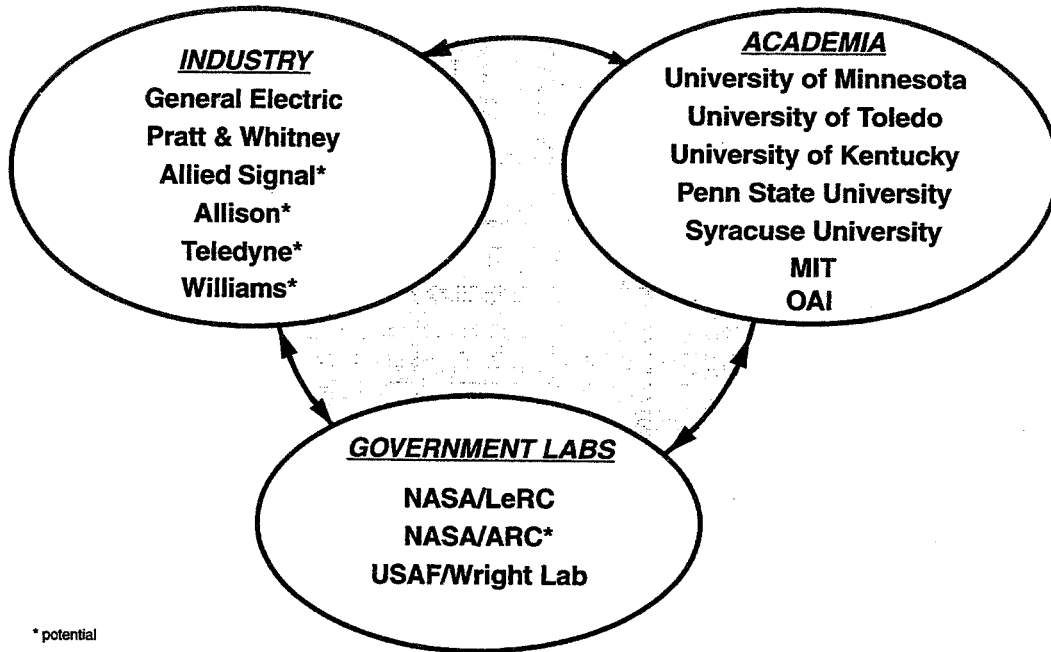 INDUSTRY
General Electric
Pratt & Whitney
Allied Signal*
Allison*
Teledyne*
Williams*
ACADEMIA
University of Minnesota
University of Toledo
University of Kentucky
Penn State University
Syracuse University
MIT
OAI
GOVERNMENT LABS
NASA/LeRC
NASA/ARC*
USAF/Wright Lab
* potential